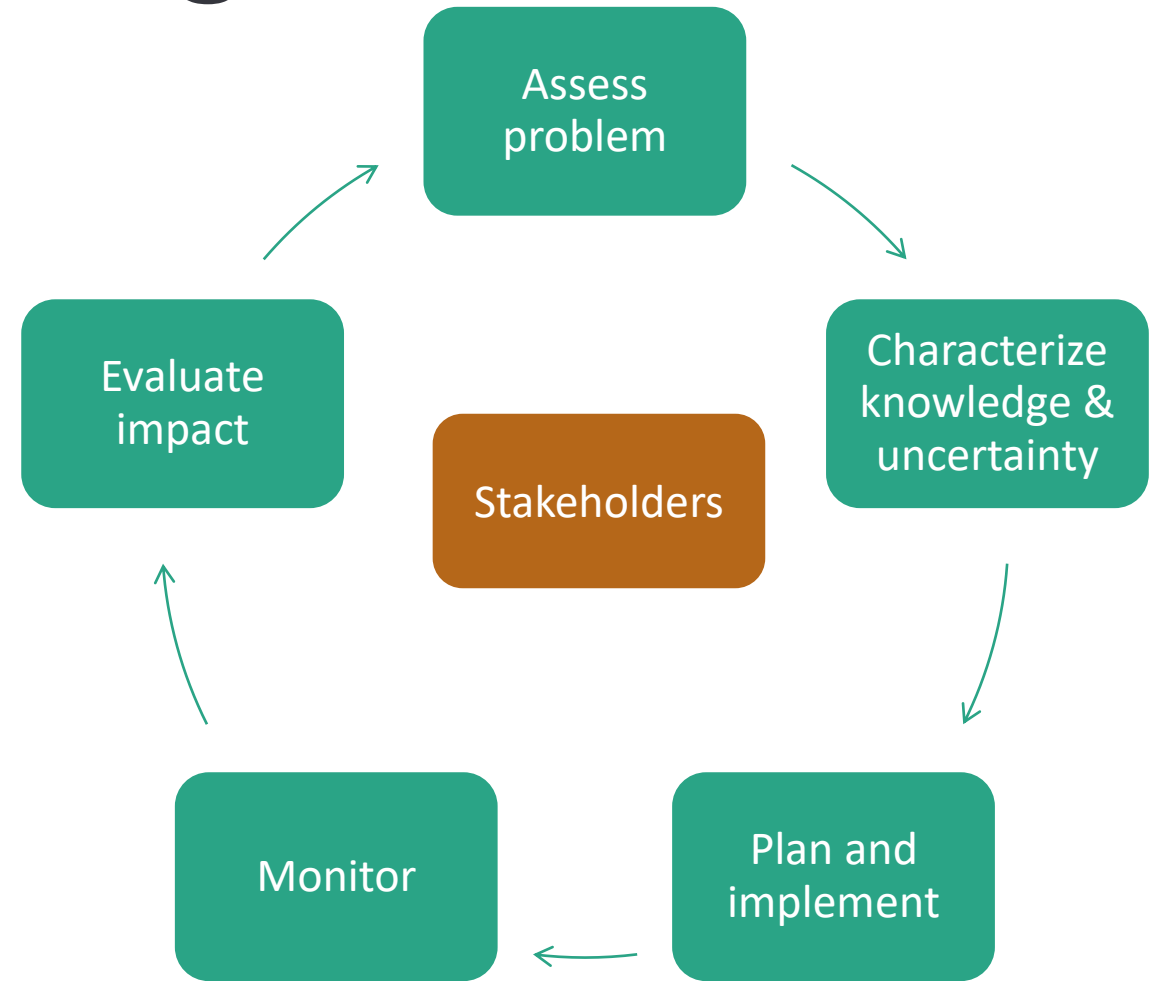 Assess
problem
Characterize
knowledge &
uncertainty
Plan and
implement
Monitor
Evaluate
impact
Stakeholders